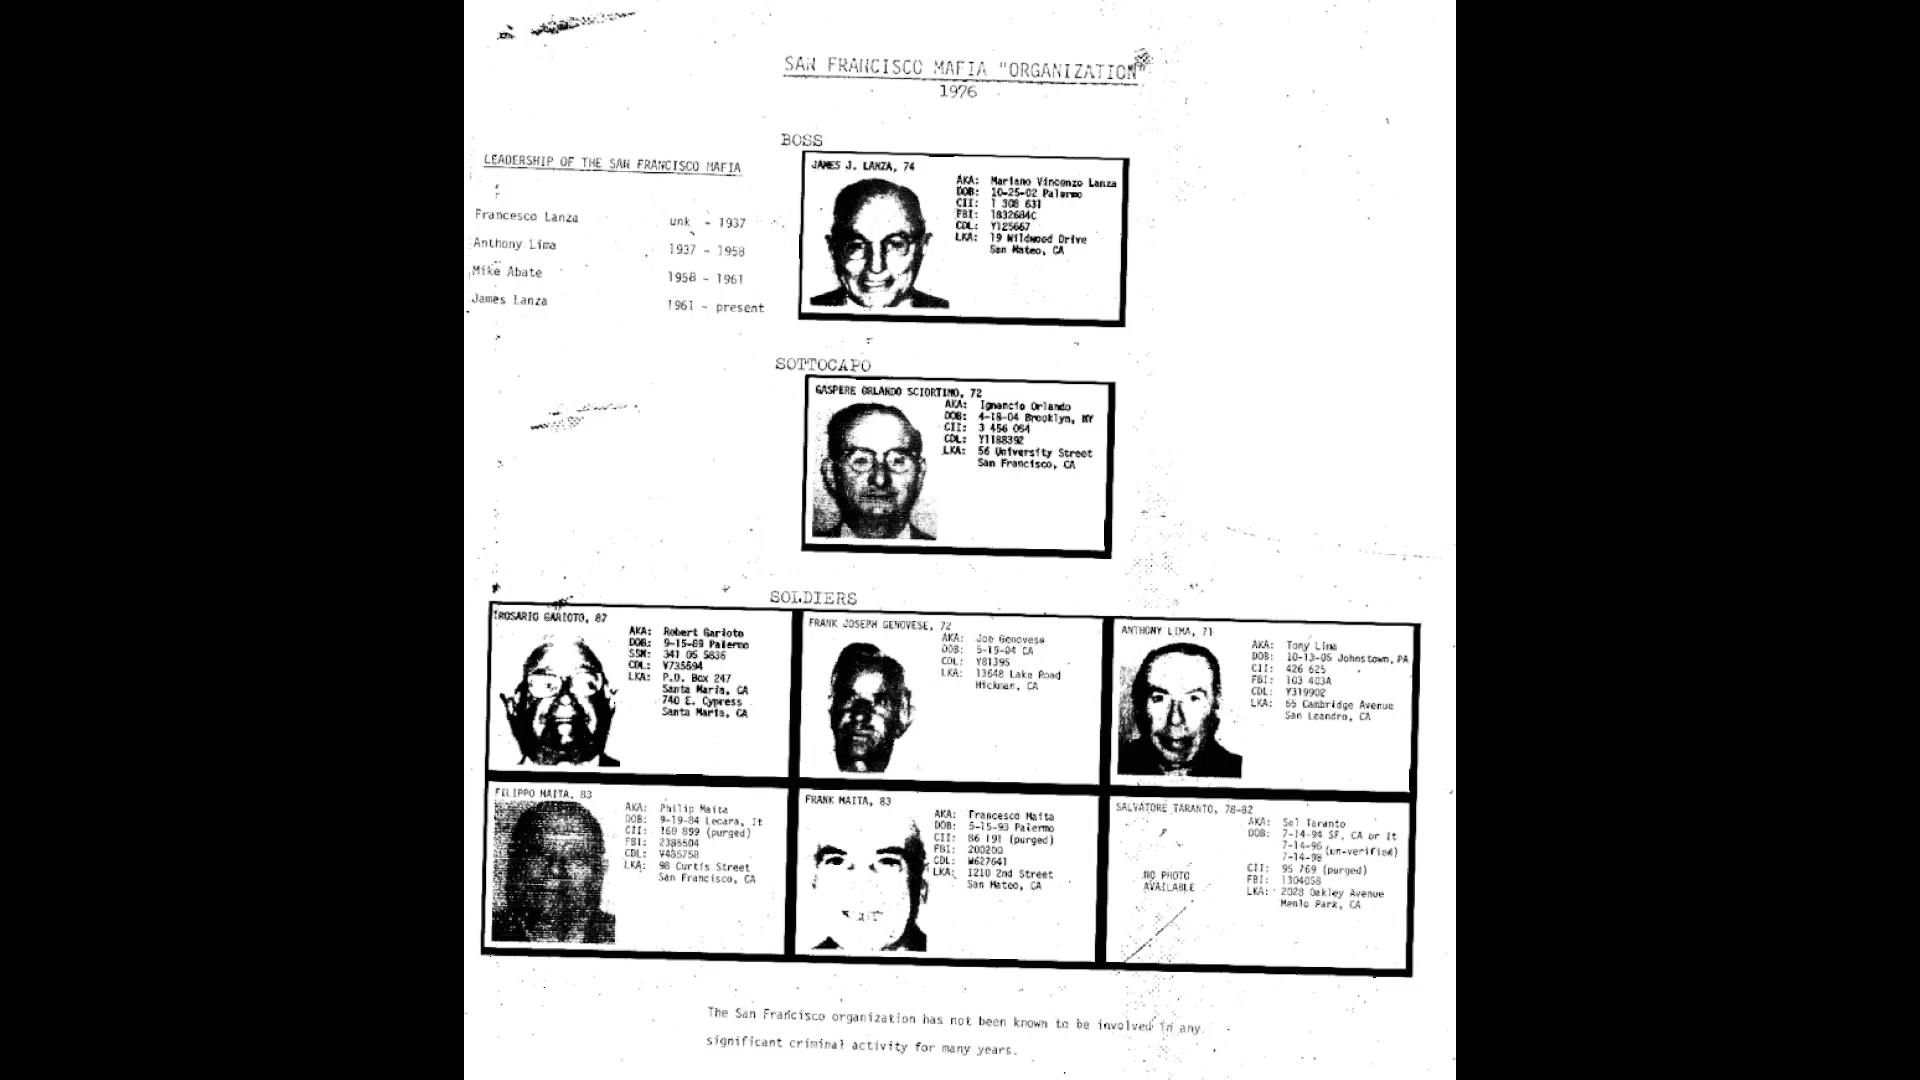 SAN FRANCISCO MAFIA "ORGANIZATION"
1976
LEADERSHIP OF THE SAN FRANCISCO MAFIA
Francesco Lanza unk - 1937
Anthony Lima 1937 - 1958
Mike Abate 1958 - 1961
James Lanza 1961 - present
BOSS
JAMES J. LANZA, 74
AKA: Mariano Vincenzo Lanza
DOB: 10-25-02 Palermo
CII: 1 308 631
FBI: 1832684C
CDL: Y125667
LKA: 19 Wildwood Drive
San Mateo, CA
SOTTOCAPO
GASPERE ORLANDO SCIORTINO, 72
AKA: Ignancio Orlando
DOB: 4-18-04 Brooklyn, NY
CII: 3 456 054
CDL: Y1188392
LKA: 56 University Street
San Francisco, CA
SOLDIERS
ROSARIO GARIOTO, 87
AKA: Robert Garioto
DOB: 9-15-89 Palermo
SSN: 341 05 5836
CDL: V735594
LKA: P.O. Box 247
Santa Maria, CA
740 E. Cypress
Santa Maria, CA
FRANK JOSEPH GENOVESE, 72
AKA: Joe Genovese
DOB: 5-19-04 CA
CDL: Y81395
LKA: 13648 Lake Road
Hickman, CA
ANTHONY LIMA, 71
AKA: Tony Lima
DOB: 10-13-05 Johnstown, PA
CII: 426 625
FBI: 103 403A
CDL: Y319902
LKA: 65 Cambridge Avenue
San Leandro, CA
FILIPPO MAITA, 83
AKA: Philip Maita
DOB: 9-19-84 Lecara, It
CII: 160 899 (purged)
FBI: 2385504
CDL: V435758
LKA: 98 Curtis Street
San Francisco, CA
FRANK MAITA, 83
AKA: Francesco Maita
DOB: 5-15-93 Palermo
CII: 86 191 (purged)
FBI: 200200
CDL: W627641
LKA: 1210 2nd Street
San Mateo, CA
SALVATORE TARANTO, 78-82
NO PHOTO
AVAILABLE
AKA: Sal Taranto
DOB: 7-14-94 SF, CA or It
7-14-96 (un-verified)
7-14-98
CII: 95 769 (purged)
FBI: 1304058
LKA: 2028 Oakley Avenue
Menlo Park, CA
The San Francisco organization has not been known to be involved in any
significant criminal activity for many years.